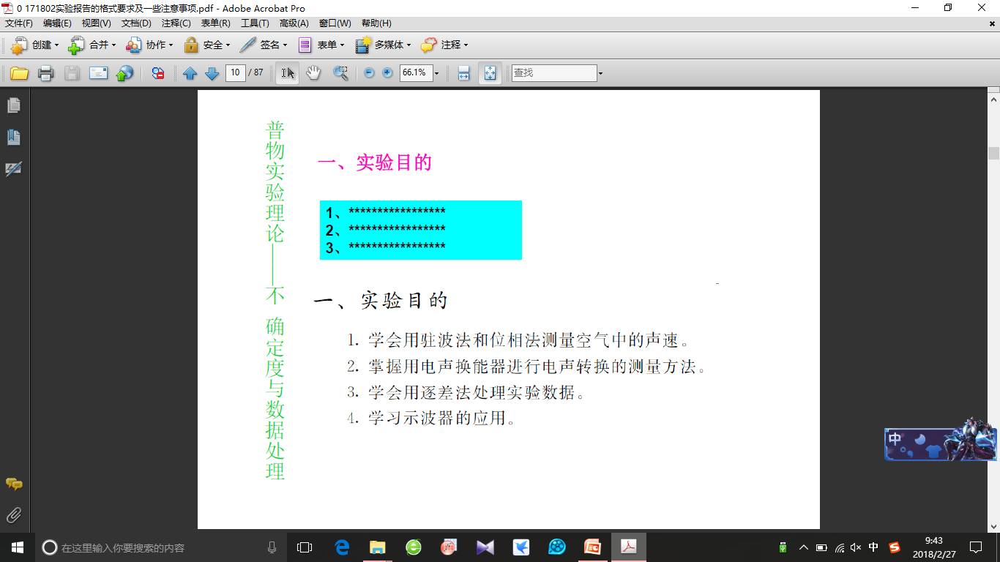 0 171802实验报告的格式要求及一些注意事项.pdf - Adobe Acrobat Pro
文件(F) 编辑(E) 视图(V) 文档(D) 注释(C) 表单(R) 工具(T) 高级(A) 窗口(W) 帮助(H)
创建 合并 协作 安全 签名 表单 多媒体 注释
10 / 87 66.1% 查找
普物实验理论——不 确定度与数据处理
一、实验目的
1、*****************
2、*****************
3、*****************
一、实验目的
1. 学会用驻波法和位相法测量空气中的声速。
2. 掌握用电声换能器进行电声转换的测量方法。
3. 学会用逐差法处理实验数据。
4. 学习示波器的应用。
中
在这里输入你要搜索的内容
中
9:43
2018/2/27